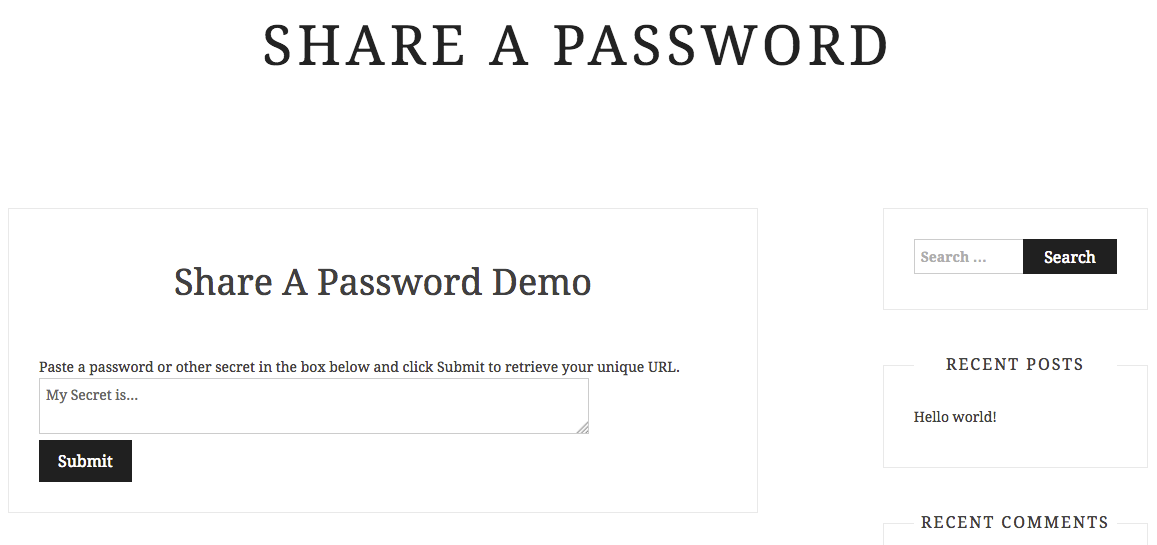 SHARE A PASSWORD
Share A Password Demo
Paste a password or other secret in the box below and click Submit to retrieve your unique URL.
My Secret is...
Submit
Search ...
Search
RECENT POSTS
Hello world!
RECENT COMMENTS